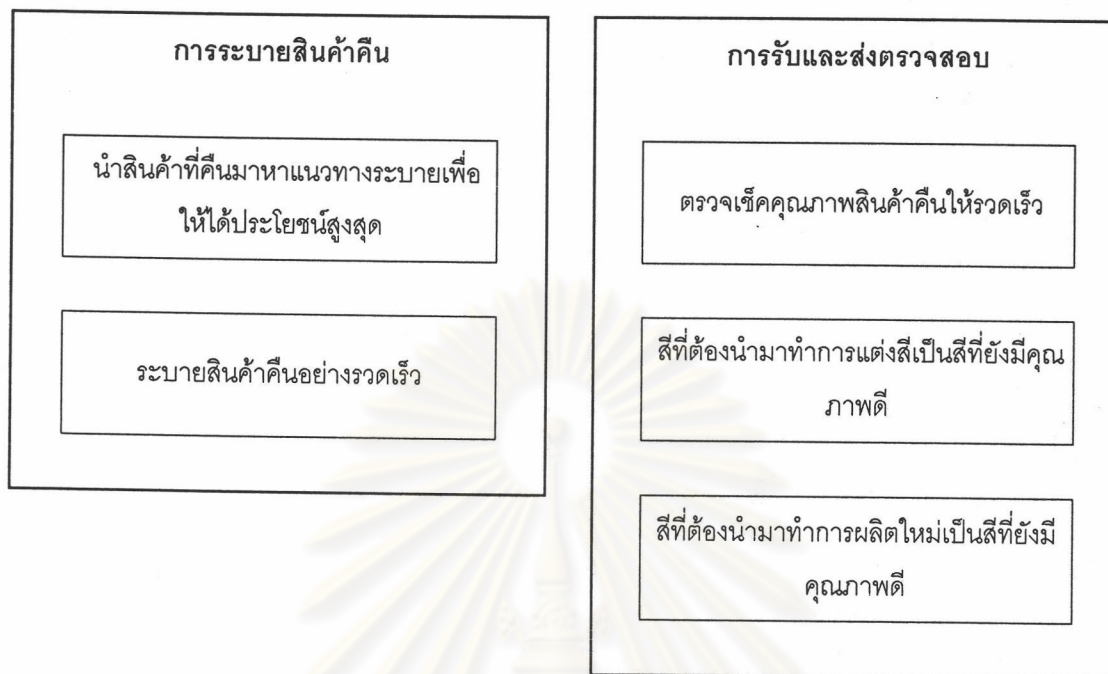 การระบายสินค้าคืน
นำสินค้าที่คืนมาหาแนวทางระบายเพื่อ
ให้ได้ประโยชน์สูงสุด
ระบายสินค้าคืนอย่างรวดเร็ว
การรับและส่งตรวจสอบ
ตรวจเช็คคุณภาพสินค้าคืนให้รวดเร็ว
สีที่ต้องนำมาทำการแต่งสีเป็นสีที่ยังมีคุณ
ภาพดี
สีที่ต้องนำมาทำการผลิตใหม่เป็นสีที่ยังมี
คุณภาพดี